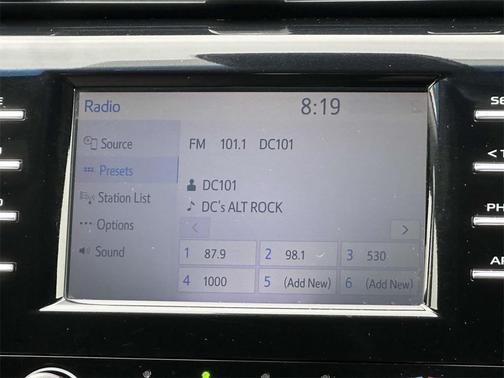 Radio 8:19
Source
Presets
Station List
Options
Sound
FM 101.1 DC101
DC101
DC's ALT ROCK
1 87.9 2 98.1 3 530
4 1000 5 (Add New) 6 (Add New)